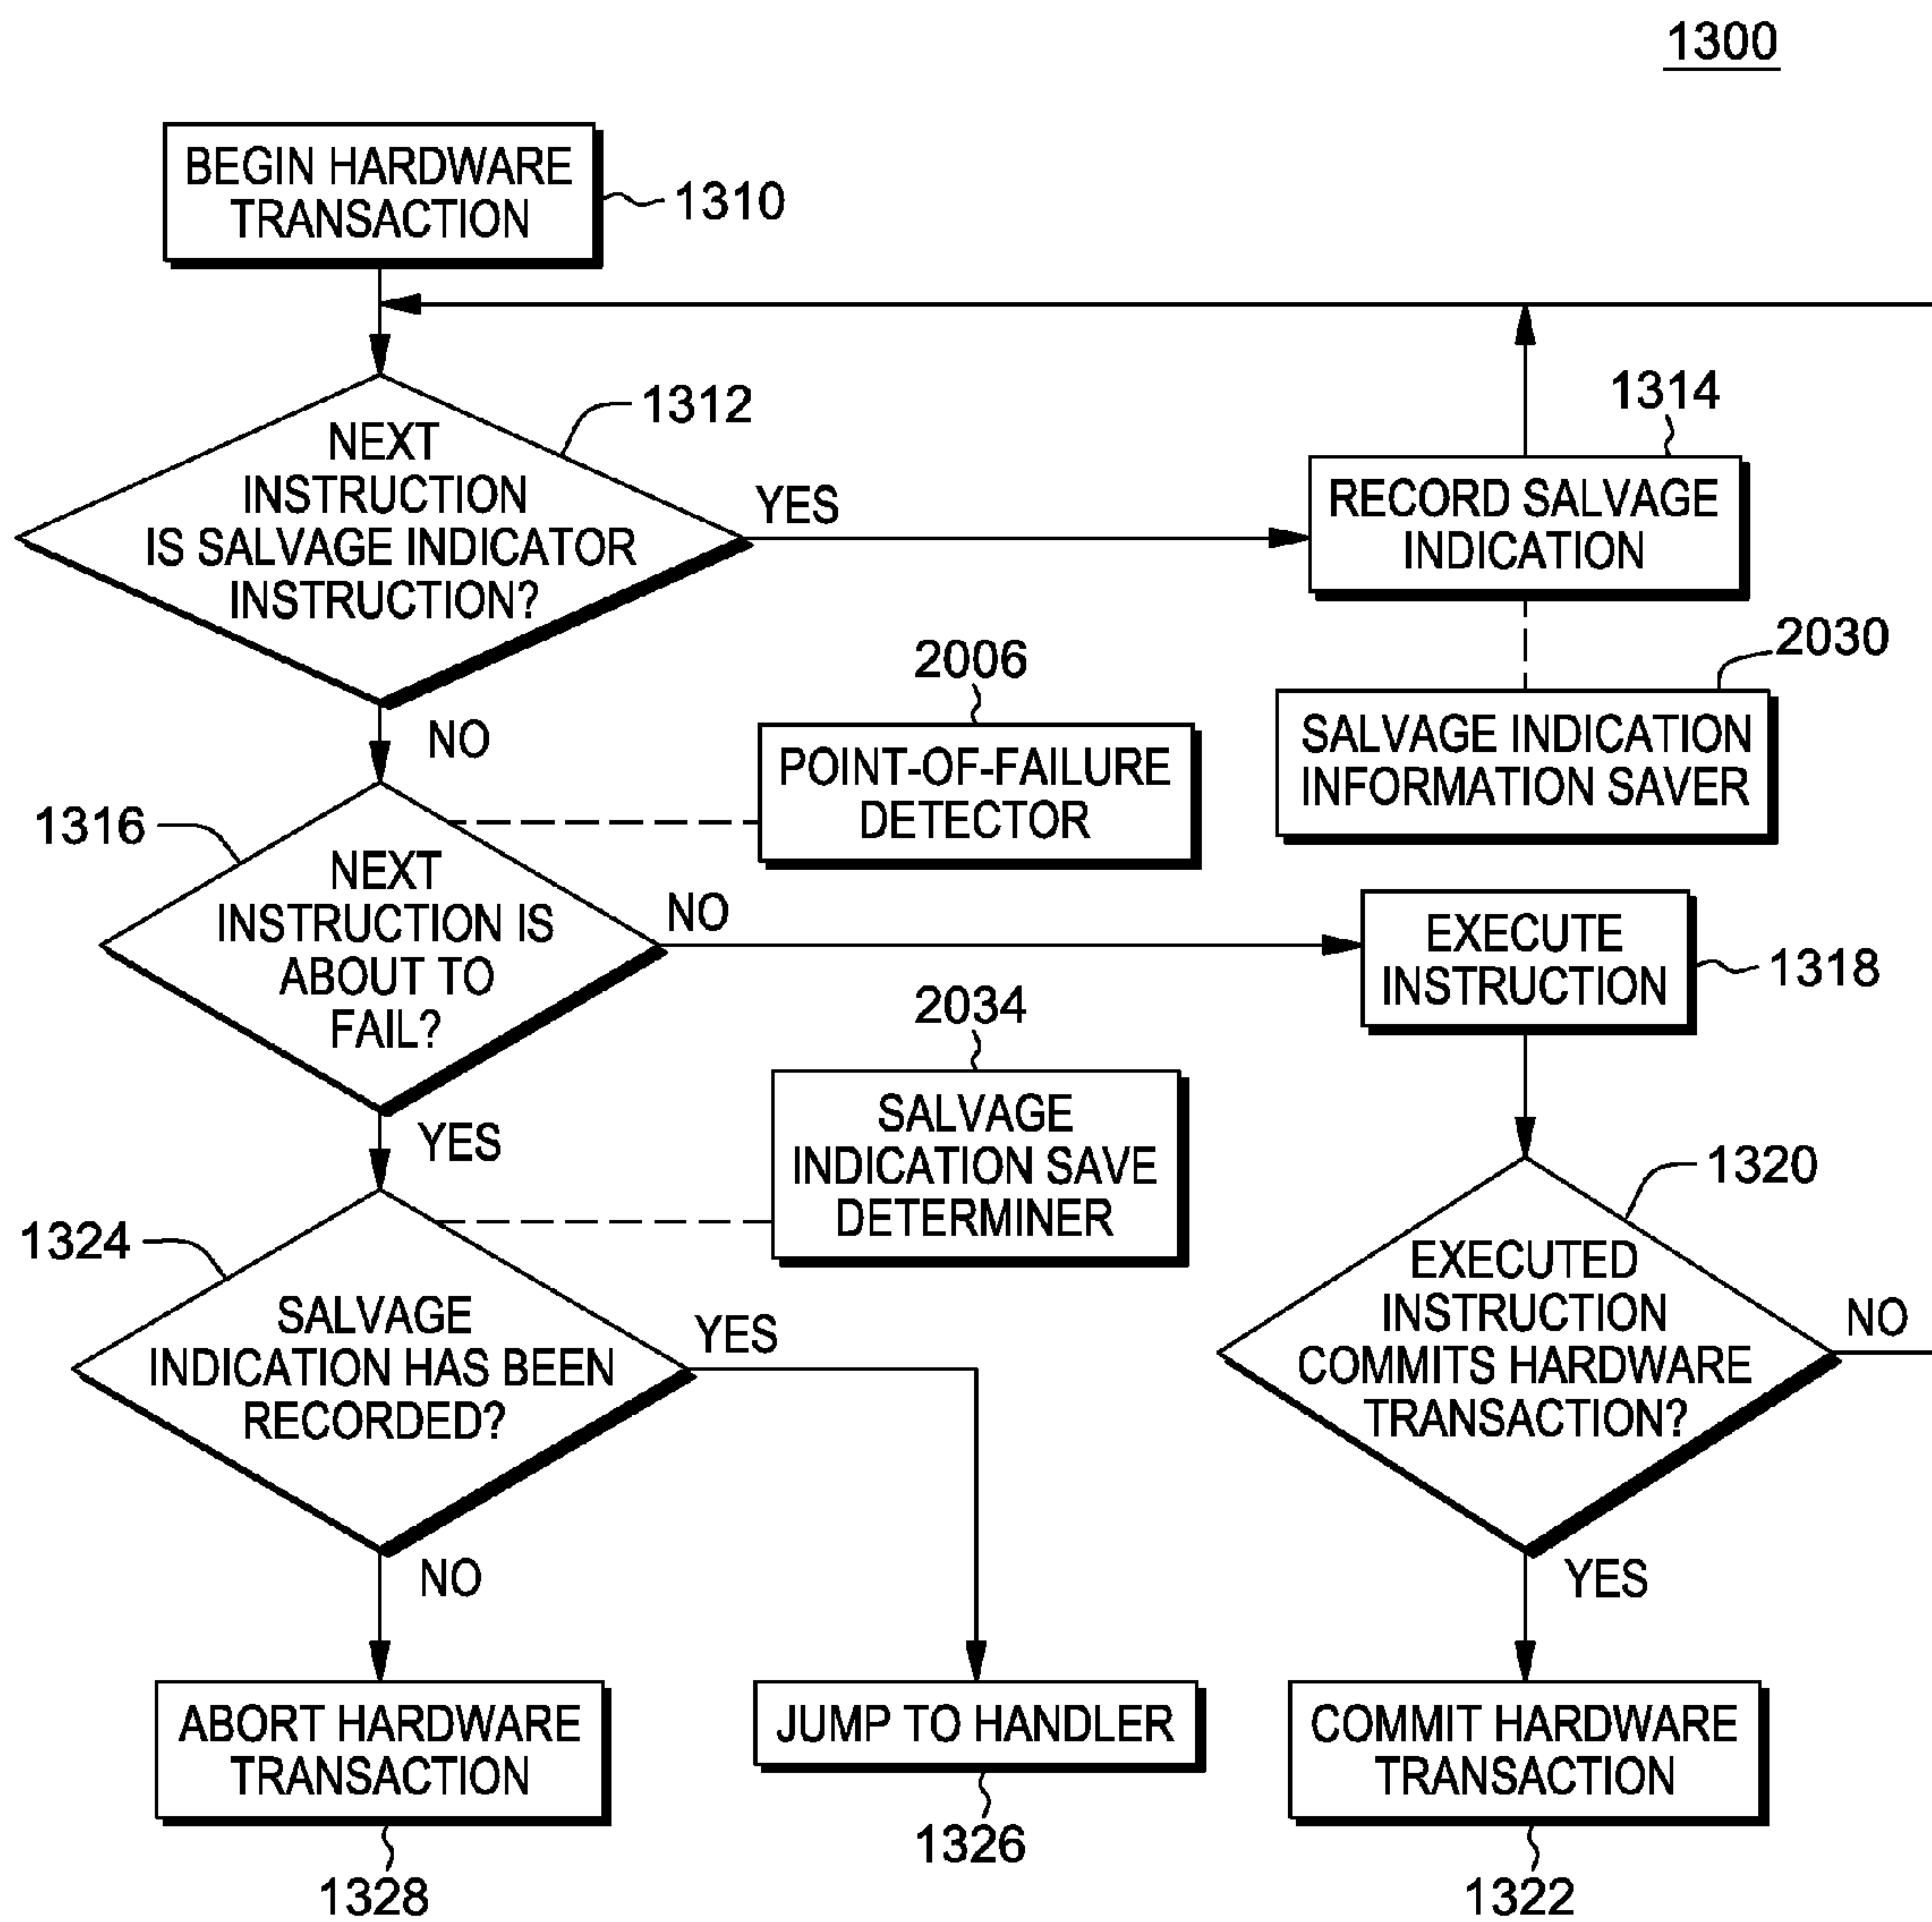 1300
BEGIN HARDWARE
TRANSACTION
1310
1312
NEXT
INSTRUCTION
IS SALVAGE INDICATOR
INSTRUCTION?
YES
1314
RECORD SALVAGE
INDICATION
2030
SALVAGE INDICATION
INFORMATION SAVER
NO
2006
POINT-OF-FAILURE
DETECTOR
1316
NEXT
INSTRUCTION IS
ABOUT TO
FAIL?
NO
EXECUTE
INSTRUCTION
1318
YES
2034
SALVAGE
INDICATION SAVE
DETERMINER
1320
EXECUTED
INSTRUCTION
COMMITS HARDWARE
TRANSACTION?
NO
1324
SALVAGE
INDICATION HAS BEEN
RECORDED?
YES
NO
YES
ABORT HARDWARE
TRANSACTION
1328
JUMP TO HANDLER
1326
COMMIT HARDWARE
TRANSACTION
1322